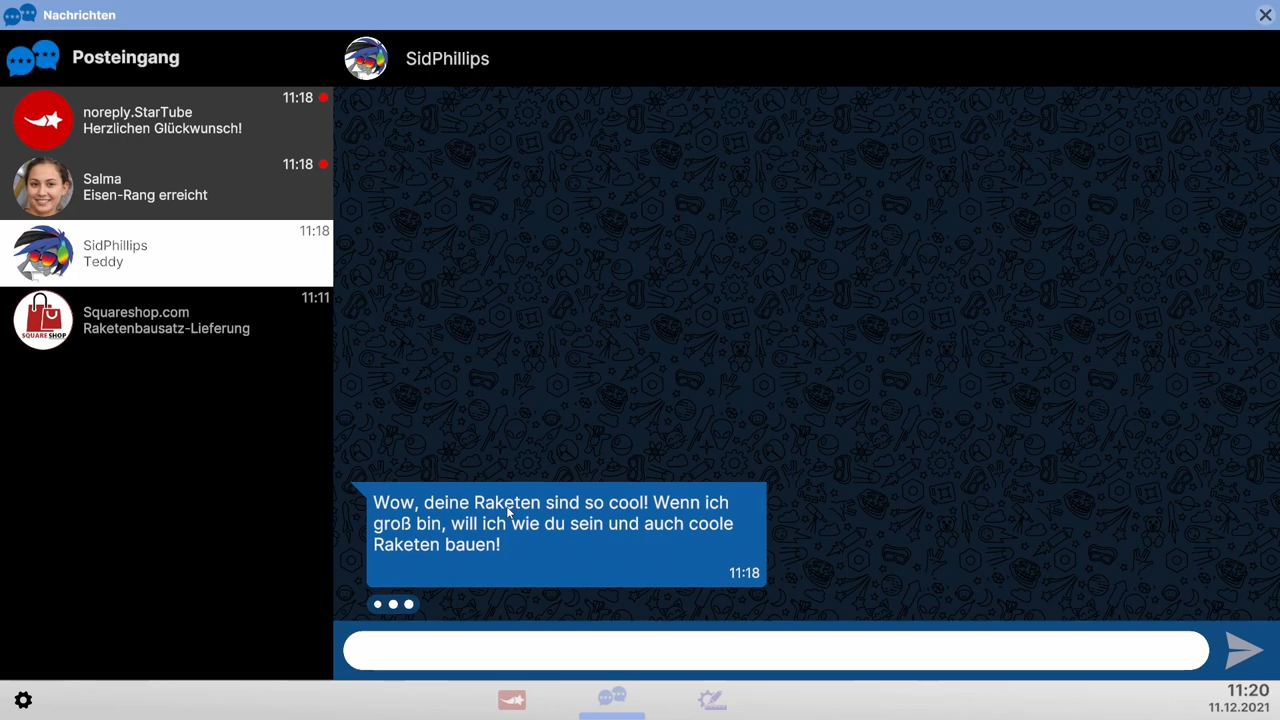 Nachrichten
Posteingang
SidPhillips
11:18
noreply.StarTube
Herzlichen Glückwunsch!
11:18
Salma
Eisen-Rang erreicht
11:18
SidPhillips
Teddy
11:11
Squareshop.com
Raketenbausatz-Lieferung
SQUARE SHOP
Wow, deine Raketen sind so cool! Wenn ich
groß bin, will ich wie du sein und auch coole
Raketen bauen!
11:18
11:20
11.12.2021